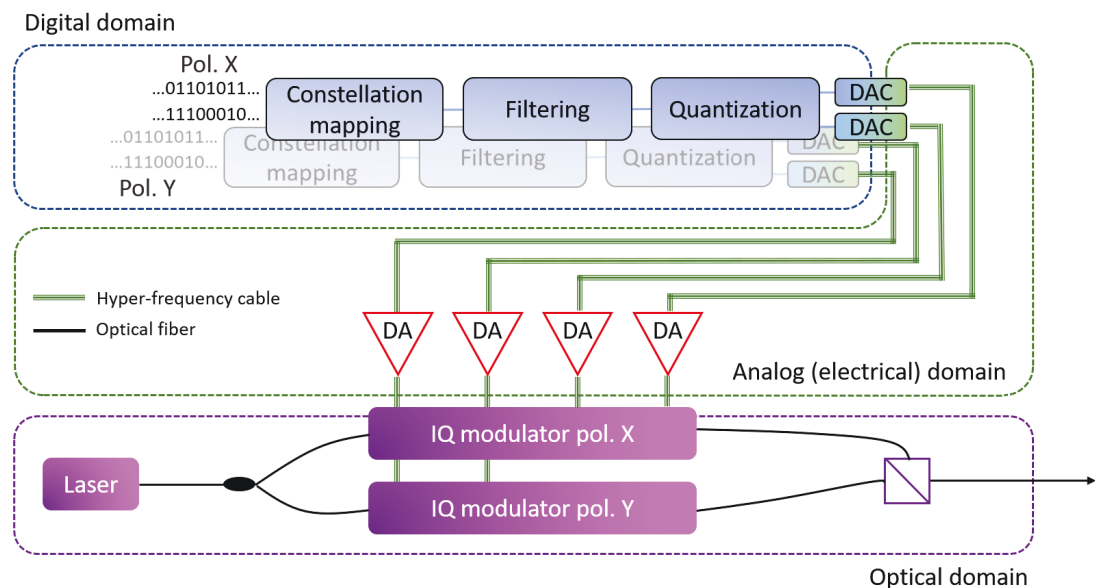 Digital domain
Pol. X
...01101011...
...11100010...
Constellation
mapping
Filtering
Quantization
DAC
DAC
...01101011...
...11100010...
Pol. Y
Constellation
mapping
Filtering
Quantization
DAC
DAC
Hyper-frequency cable
Optical fiber
DA
DA
DA
DA
Analog (electrical) domain
IQ modulator pol. X
Laser
IQ modulator pol. Y
Optical domain